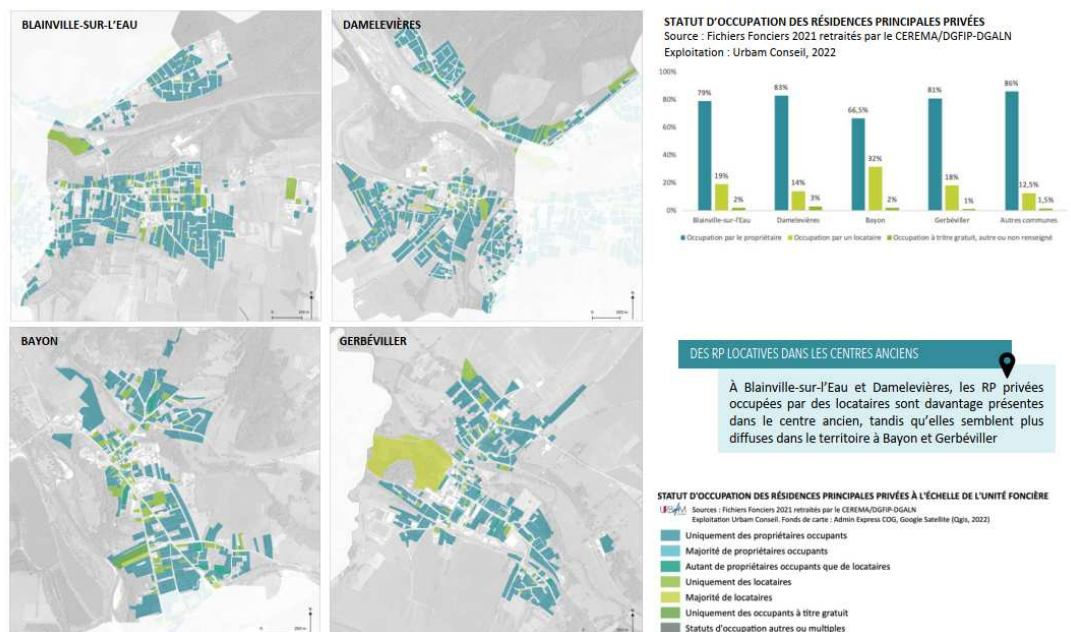 BLAINVILLE-SUR-L'EAU
DAMELEVIÈRES
BAYON
GERBÉVILLER
STATUT D'OCCUPATION DES RÉSIDENCES PRINCIPALES PRIVÉES
Source : Fichiers Fonciers 2021 retraités par le CEREMA/DGFIP-DGALN
Exploitation : Urbam Conseil, 2022
100%
80%
60%
40%
20%
0%
79%
19%
2%
83%
14%
3%
66,5%
32%
2%
81%
18%
1%
86%
12,5%
1,5%
Blainville-sur-l'Eau
Damelevières
Bayon
Gerbéviller
Autres communes
Occupation par le propriétaire
Occupation par un locataire
Occupation à tritre gratuit, autre ou non renseigné
DES RP LOCATIVES DANS LES CENTRES ANCIENS
À Blainville-sur-l'Eau et Damelevières, les RP privées
occupées par des locataires sont davantage présentes
dans le centre ancien, tandis qu'elles semblent plus
diffuses dans le territoire à Bayon et Gerbéviller
STATUT D'OCCUPATION DES RÉSIDENCES PRINCIPALES PRIVÉES À L'ÉCHELLE DE L'UNITÉ FONCIÈRE
Sources : Fichiers Fonciers 2021 retraités par le CEREMA/DGFIP-DGALN
Exploitation Urbam Conseil. Fonds de carte : Admin Express COG, Google Satellite (Qgis, 2022)
Uniquement des propriétaires occupants
Majorité de propriétaires occupants
Autant de propriétaires occupants que de locataires
Uniquement des locataires
Majorité de locataires
Uniquement des occupants à titre gratuit
Statuts d'occupation autres ou multiples